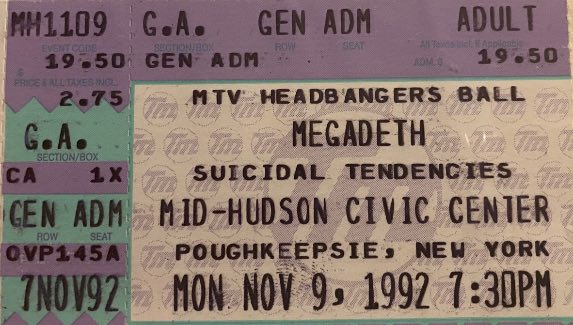 MH1109 G.A. GEN ADM ADULT
EVENT CODE SECTION/BOX ROW SEAT All Taxes Incl. If Applicable
$ 19.50 GEN ADM ADM. $ 19.50
PRICE & ALL TAXES INCL.
2.75 MTV HEADBANGERS BALL
G.A. MEGADETH
SECTION/BOX
CA 1X SUICIDAL TENDENCIES
GEN ADM MID-HUDSON CIVIC CENTER
ROW SEAT
QVP145A POUGHKEEPSIE, NEW YORK
7NOV92 MON NOV 9, 1992 7:30PM